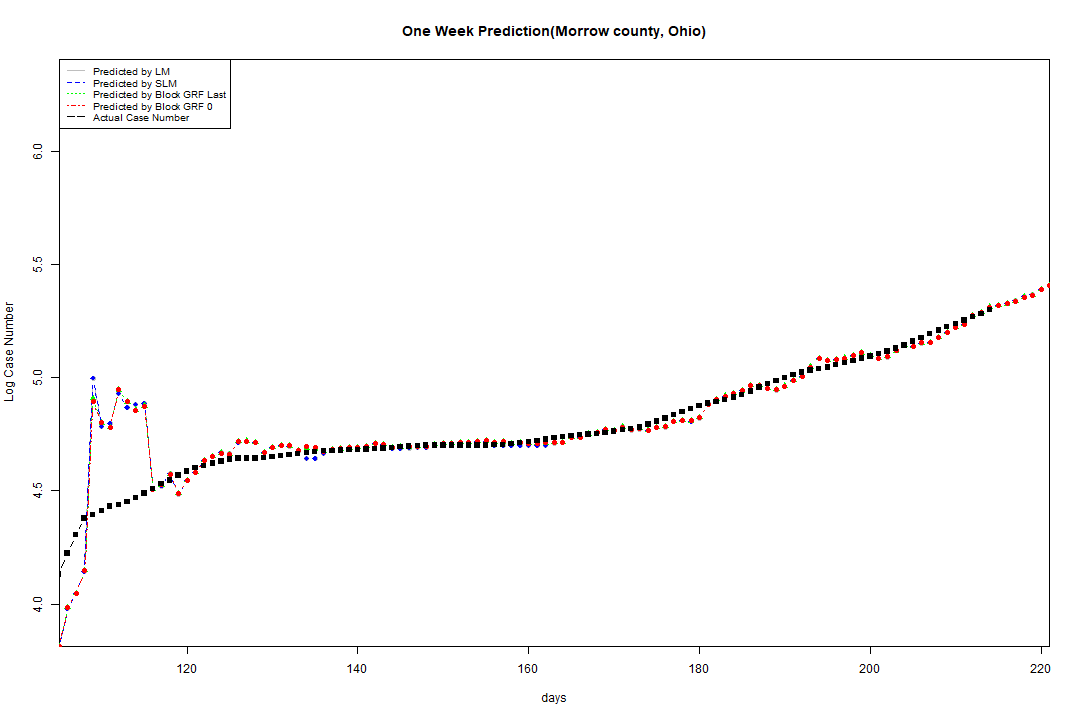 One Week Prediction(Morrow county, Ohio)
Predicted by LM
Predicted by SLM
Predicted by Block GRF Last
Predicted by Block GRF 0
Actual Case Number
6.0
5.5
5.0
4.5
4.0
Log Case Number
120 140 160 180 200 220
days